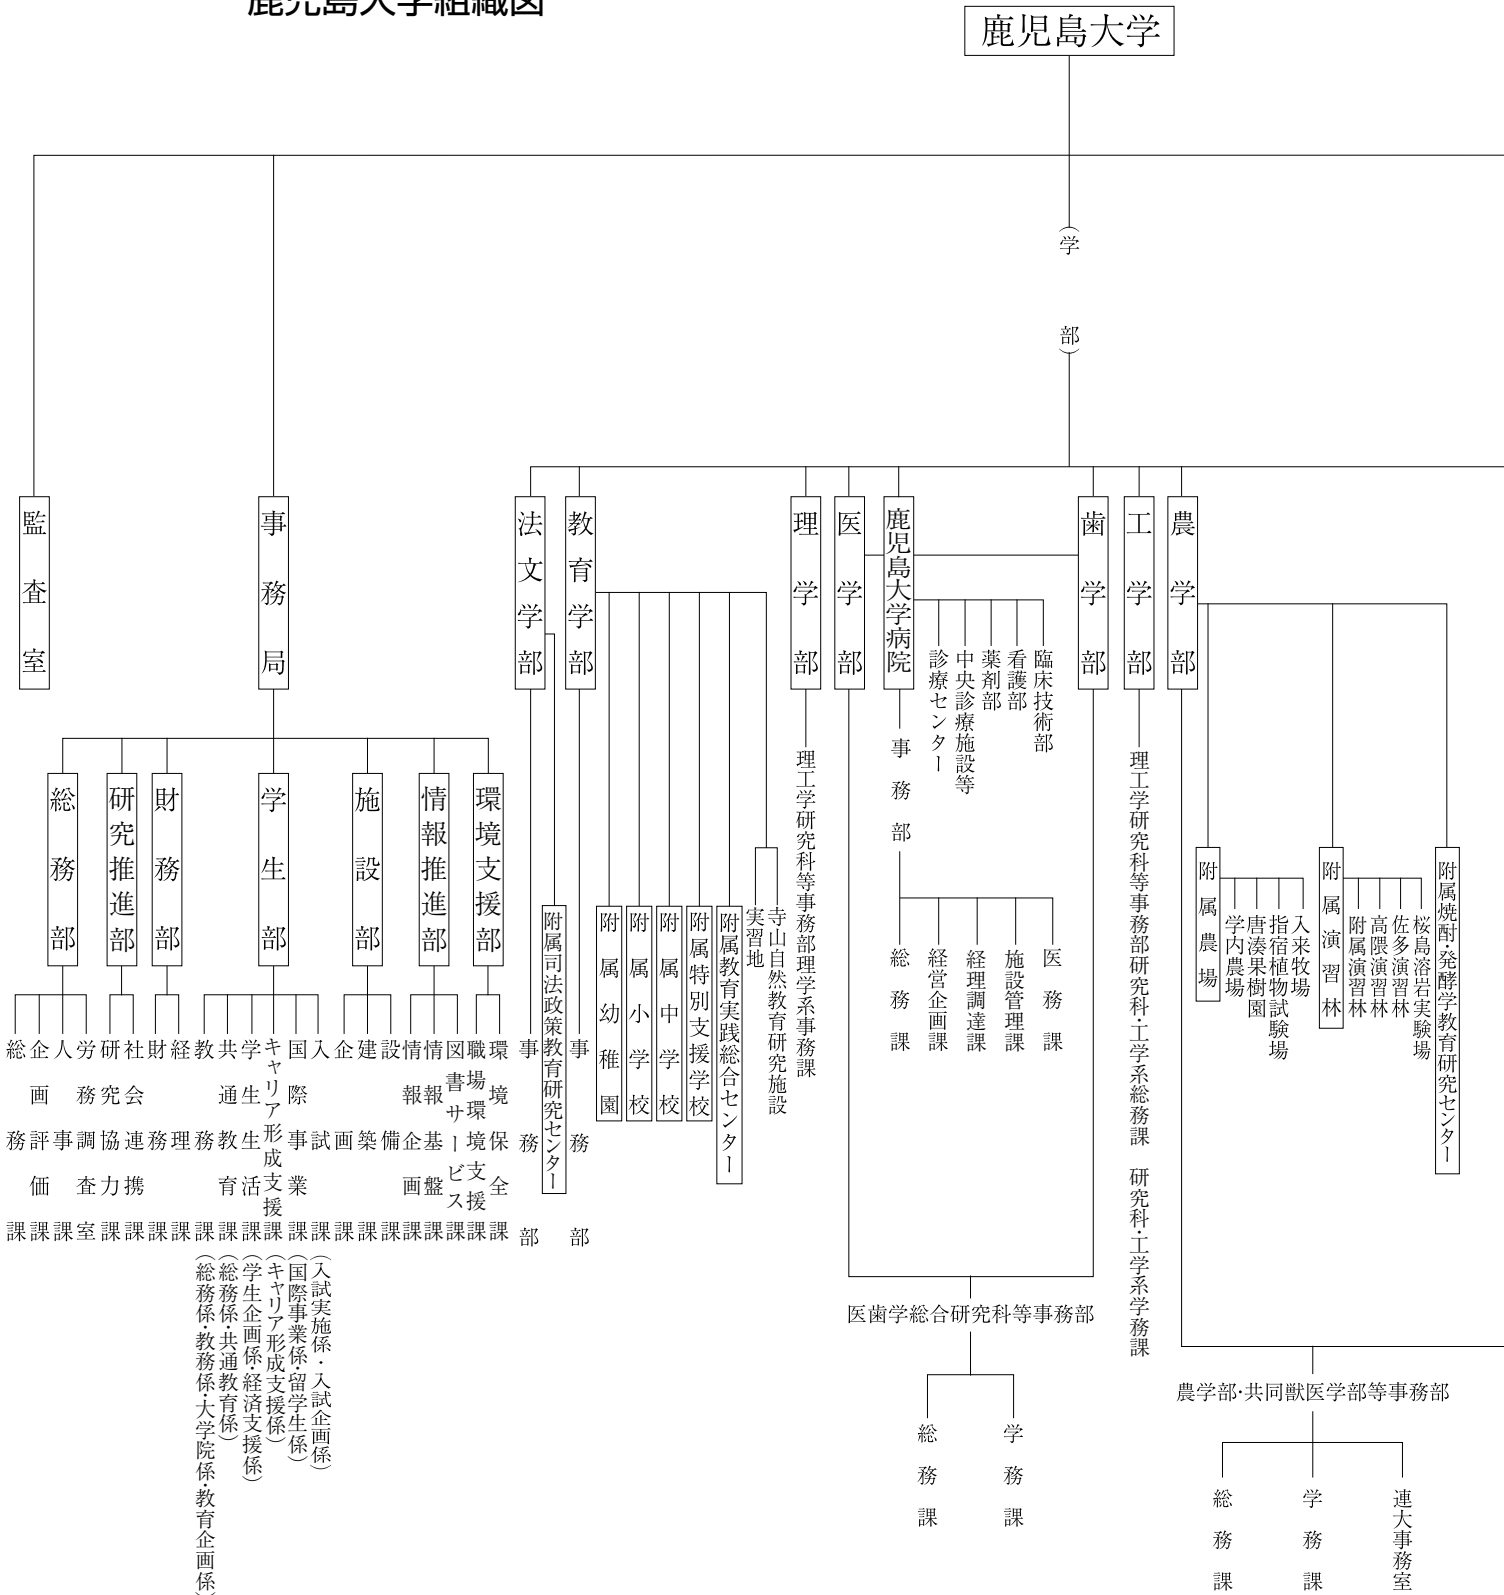 鹿児島大学組織図
鹿児島大学
（学部）
監査室
事務局
法文学部
教育学部
理学部
医学部
鹿児島大学病院
歯学部
工学部
農学部
診療センター
中央診療施設等
薬剤部
看護部
臨床技術部
総務部
研究推進部
財務部
学生部
施設部
情報推進部
環境支援部
総務課
企画評価課
人事課
労務調査室
研究協力課
社会連携課
財務課
経理課
教務課（総務係・教務係・大学院係・教育企画係）
共通教育課（総務係・共通教育係）
学生生活課（学生企画係・経済支援係）
キャリア形成支援課（キャリア形成支援係）
国際事業課（国際事業係・留学生係）
入試課（入試実施係・入試企画係）
企画課
建築課
設備課
情報企画課
情報基盤課
図書サービス課
職場環境支援課
環境保全課
事務部
附属司法政策教育研究センター
事務部
附属幼稚園
附属小学校
附属中学校
附属特別支援学校
附属教育実践総合センター
寺山自然教育研究施設
実習地
理工学研究科等事務部理学系事務課
事務部
総務課
経営企画課
経理調達課
施設管理課
医務課
医歯学総合研究科等事務部
総務課
学務課
理工学研究科等事務部研究科・工学系総務課　研究科・工学系学務課
附属農場
学内農場
唐湊果樹園
指宿植物試験場
入来牧場
附属演習林
附属演習林
高隈演習林
佐多演習林
桜島溶岩実験場
附属焼酎・発酵学教育研究センター
農学部・共同獣医学部等事務部
総務課
学務課
連大事務室